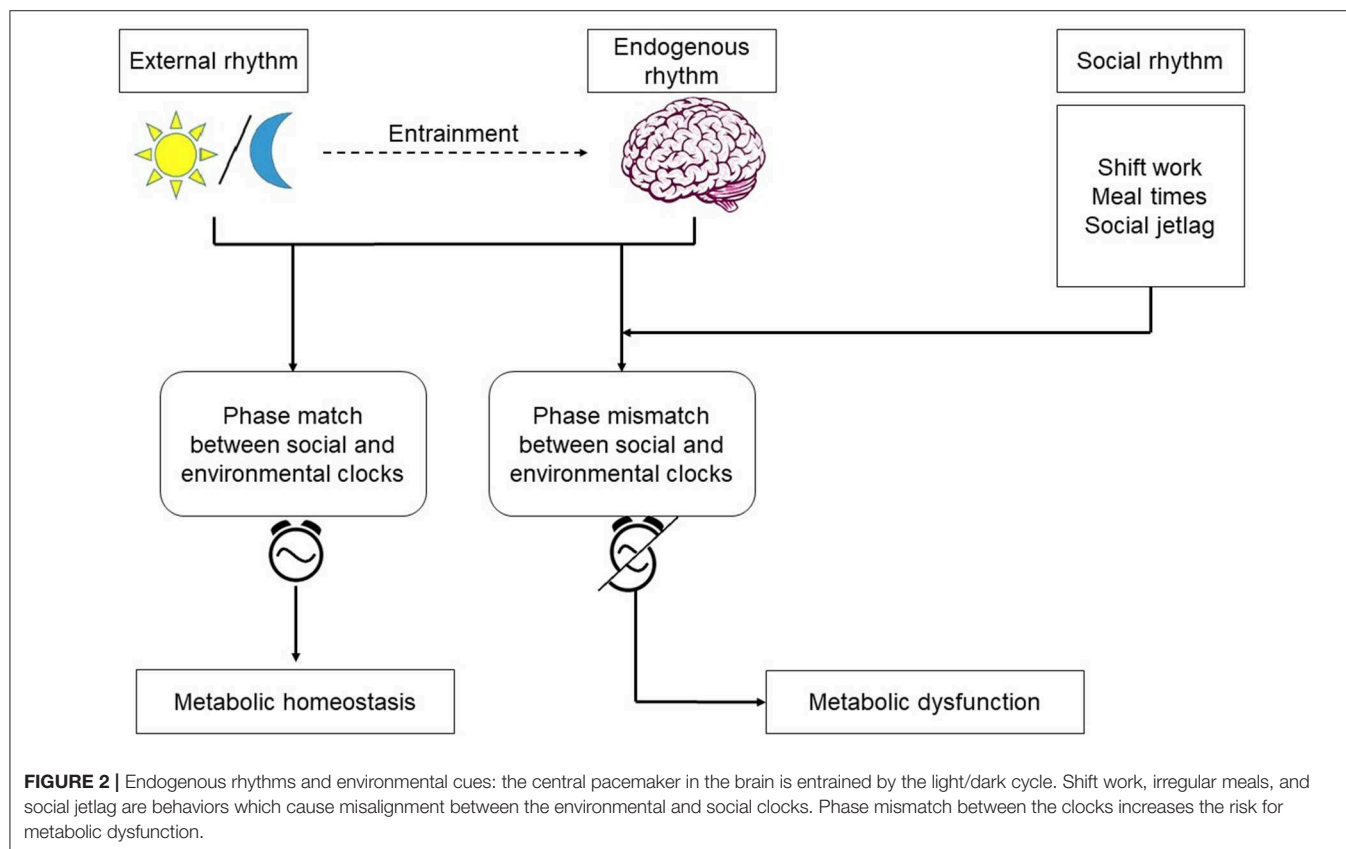 External rhythm
Endogenous
rhythm
Social rhythm
Entrainment
Shift work
Meal times
Social jetlag
Phase match
between social and
environmental clocks
Phase mismatch
between social and
environmental clocks
Metabolic homeostasis
Metabolic dysfunction
FIGURE 2 | Endogenous rhythms and environmental cues: the central pacemaker in the brain is entrained by the light/dark cycle. Shift work, irregular meals, and
social jetlag are behaviors which cause misalignment between the environmental and social clocks. Phase mismatch between the clocks increases the risk for
metabolic dysfunction.